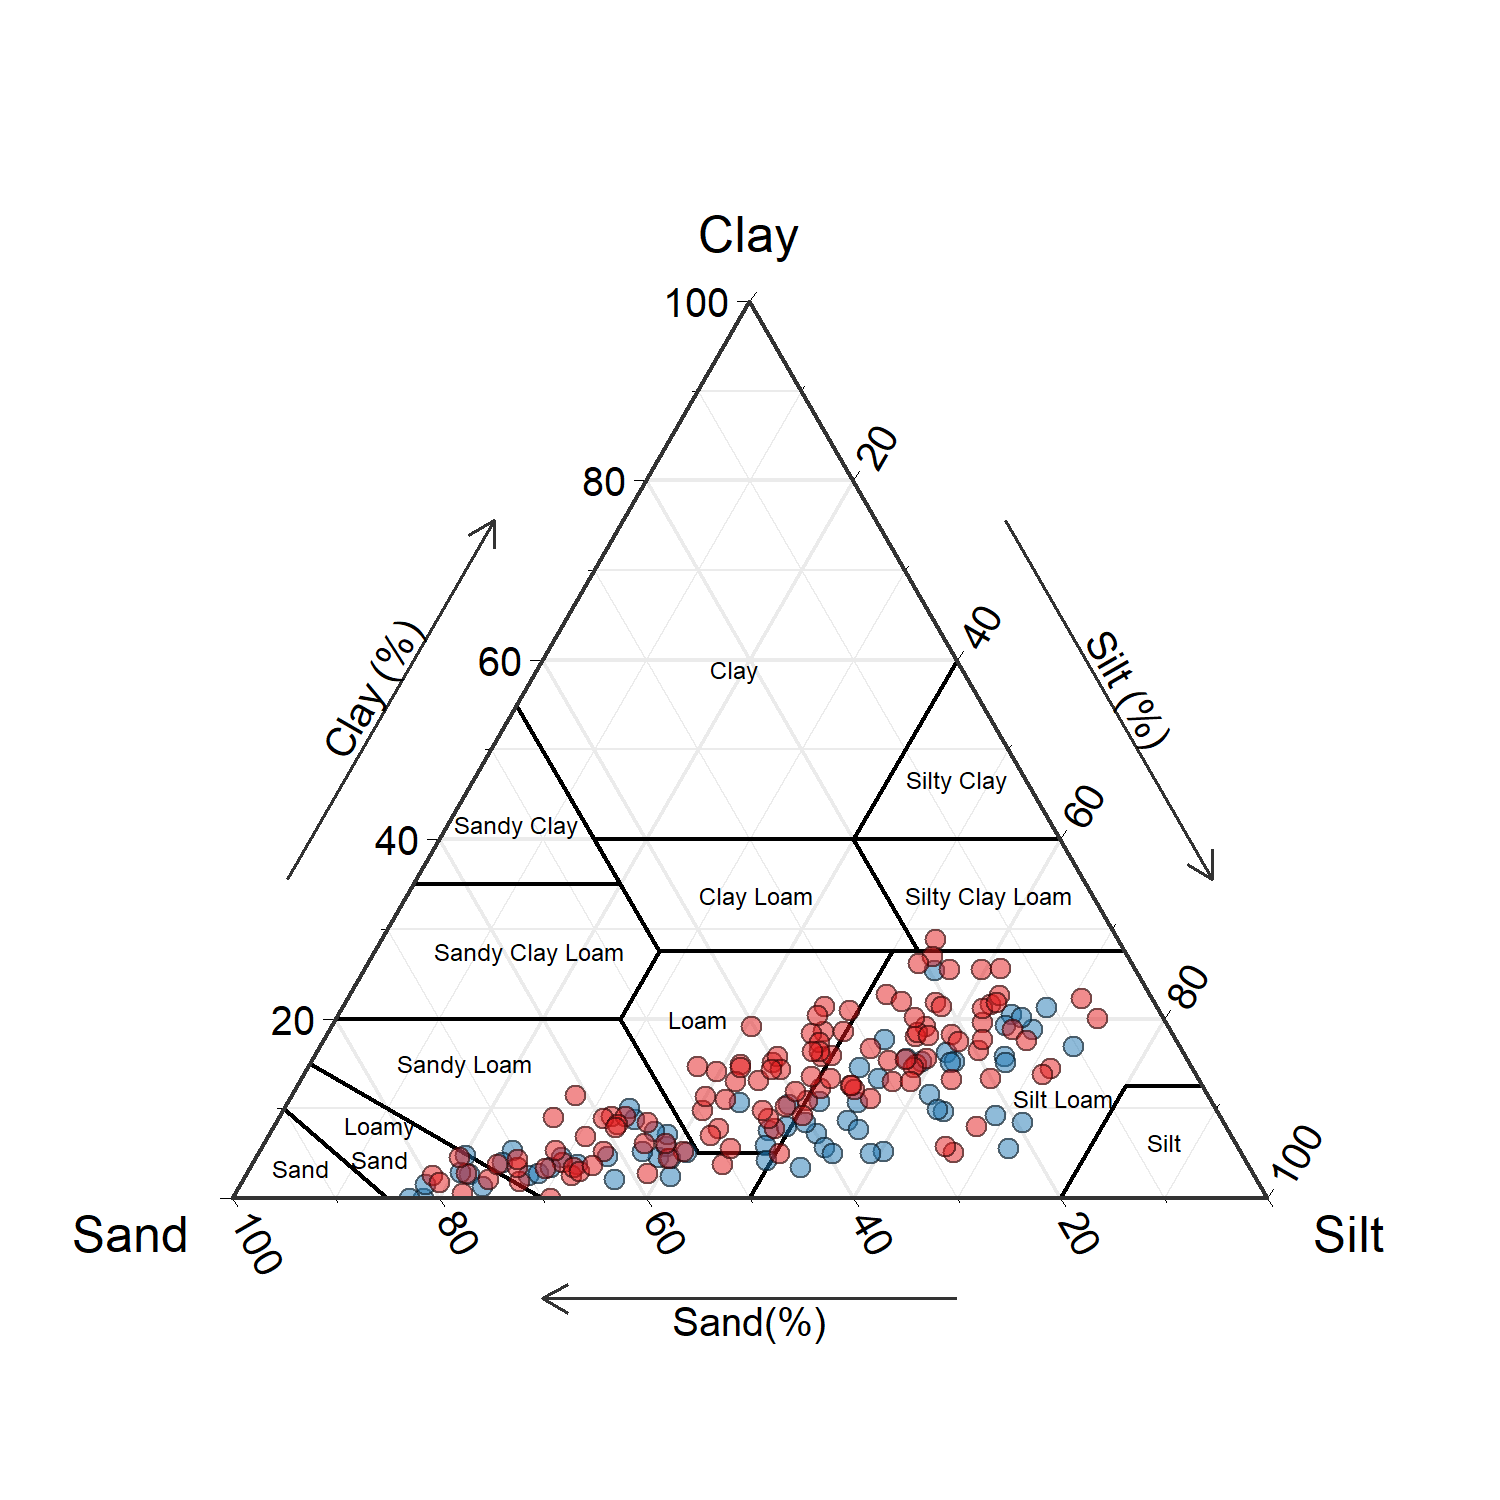 Clay
100
20
80
40
Clay (%)
Silt (%)
60
Clay
Silty Clay
60
Sandy Clay
40
Clay Loam
Silty Clay Loam
Sandy Clay Loam
80
20
Loam
Sandy Loam
Silt Loam
Loamy
Sand
Sand
Silt
100
Sand
100
80
60
40
20
Silt
Sand(%)